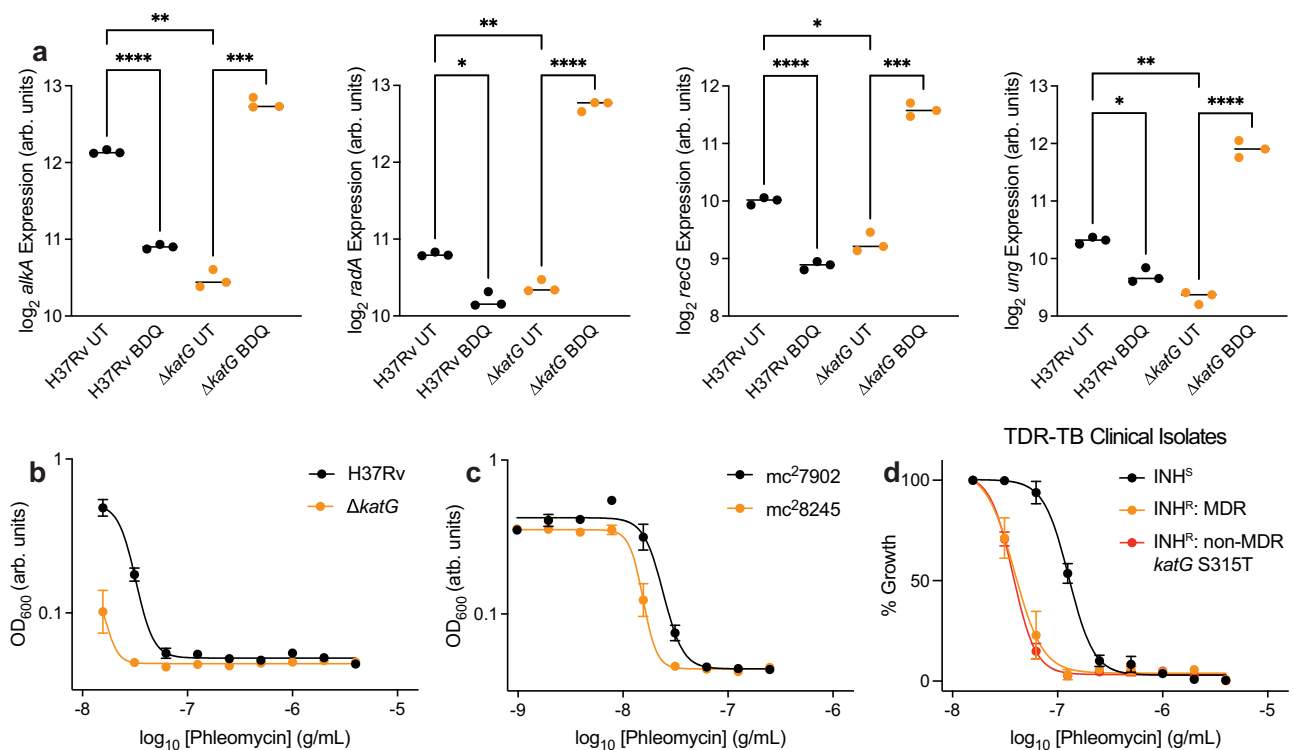 a
** 
**** ***
log2 alkA Expression (arb. units)
13
12
11
10
H37Rv UT
H37Rv BDQ
ΔkatG UT
ΔkatG BDQ
**
* ****
log2 radA Expression (arb. units)
13
12
11
10
H37Rv UT
H37Rv BDQ
ΔkatG UT
ΔkatG BDQ
*
**** ***
log2 recG Expression (arb. units)
12
11
10
9
8
H37Rv UT
H37Rv BDQ
ΔkatG UT
ΔkatG BDQ
**
* ****
log2 ung Expression (arb. units)
13
12
11
10
9
H37Rv UT
H37Rv BDQ
ΔkatG UT
ΔkatG BDQ
b
OD600 (arb. units)
1
0.1
H37Rv
ΔkatG
-8 -7 -6 -5
log10 [Phleomycin] (g/mL)
c
OD600 (atb. units)
1
0.1
mc²7902
mc²8245
-9 -8 -7 -6
log10 [Phleomycin] (g/mL)
TDR-TB Clinical Isolates
d
% Growth
100
50
0
INHS
INHR: MDR
INHR: non-MDR
katG S315T
-8 -7 -6 -5
log10 [Phleomycin] (g/mL)